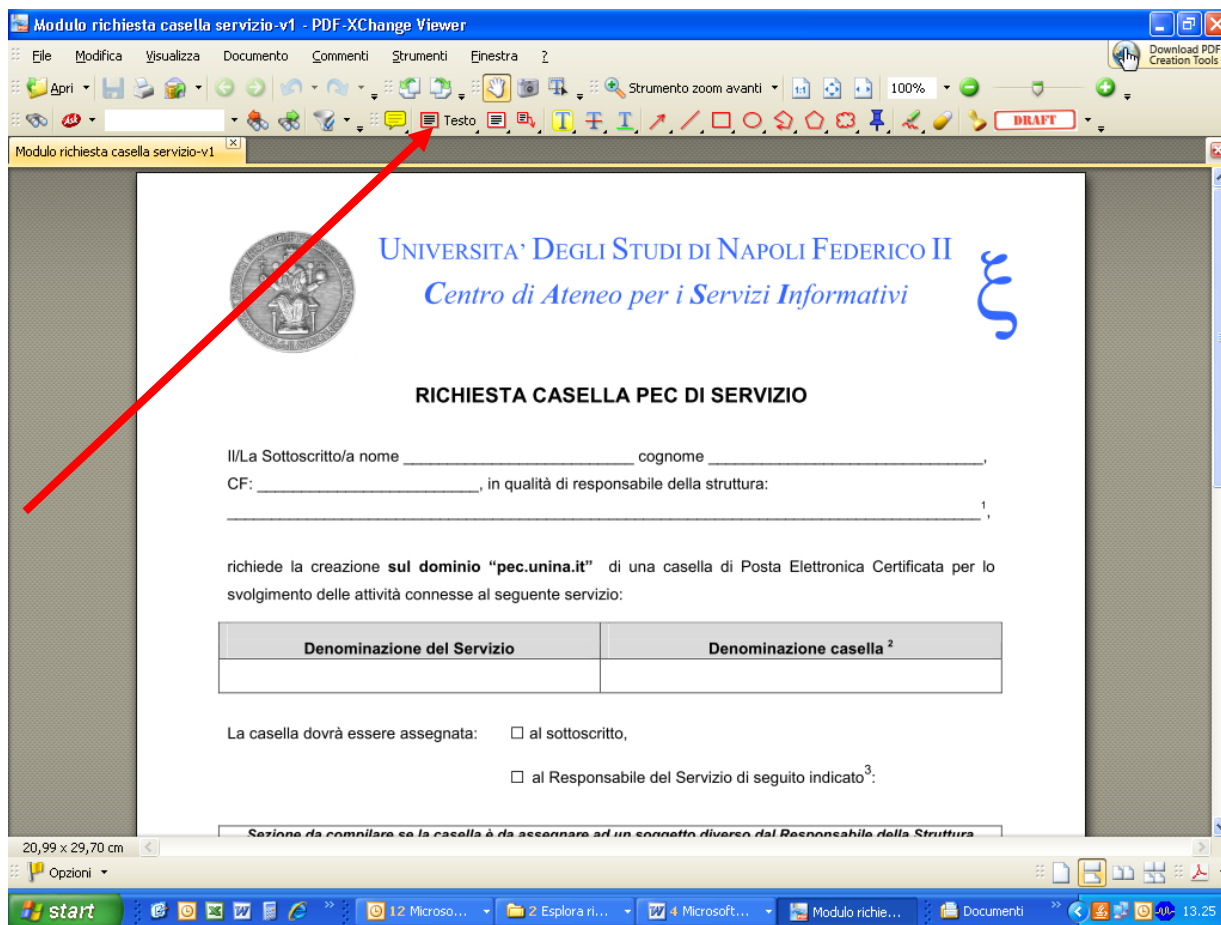 Modulo richiesta casella servizio-v1 - PDF-XChange Viewer
File Modifica Visualizza Documento Commenti Strumenti Finestra ?
Download PDF
Creation Tools
Apri Strumento zoom avanti 1:1 100%
Testo T T T DRAFT
Modulo richiesta casella servizio-v1
UNIVERSITA' DEGLI STUDI DI NAPOLI FEDERICO II
Centro di Ateneo per i Servizi Informativi
ξ
RICHIESTA CASELLA PEC DI SERVIZIO
Il/La Sottoscritto/a nome __________________________ cognome _______________________________,
CF: _________________________, in qualità di responsabile della struttura:
_____________________________________________________________________________________ 1,
richiede la creazione sul dominio “pec.unina.it” di una casella di Posta Elettronica Certificata per lo
svolgimento delle attività connesse al seguente servizio:
Denominazione del Servizio Denominazione casella 2
La casella dovrà essere assegnata: ☐ al sottoscritto,
☐ al Responsabile del Servizio di seguito indicato3:
Sezione da compilare se la casella è da assegnare ad un soggetto diverso dal Responsabile della Struttura
20,99 x 29,70 cm
Opzioni
start 12 Microso... 2 Esplora ri... 4 Microsoft... Modulo richie... Documenti 13.25